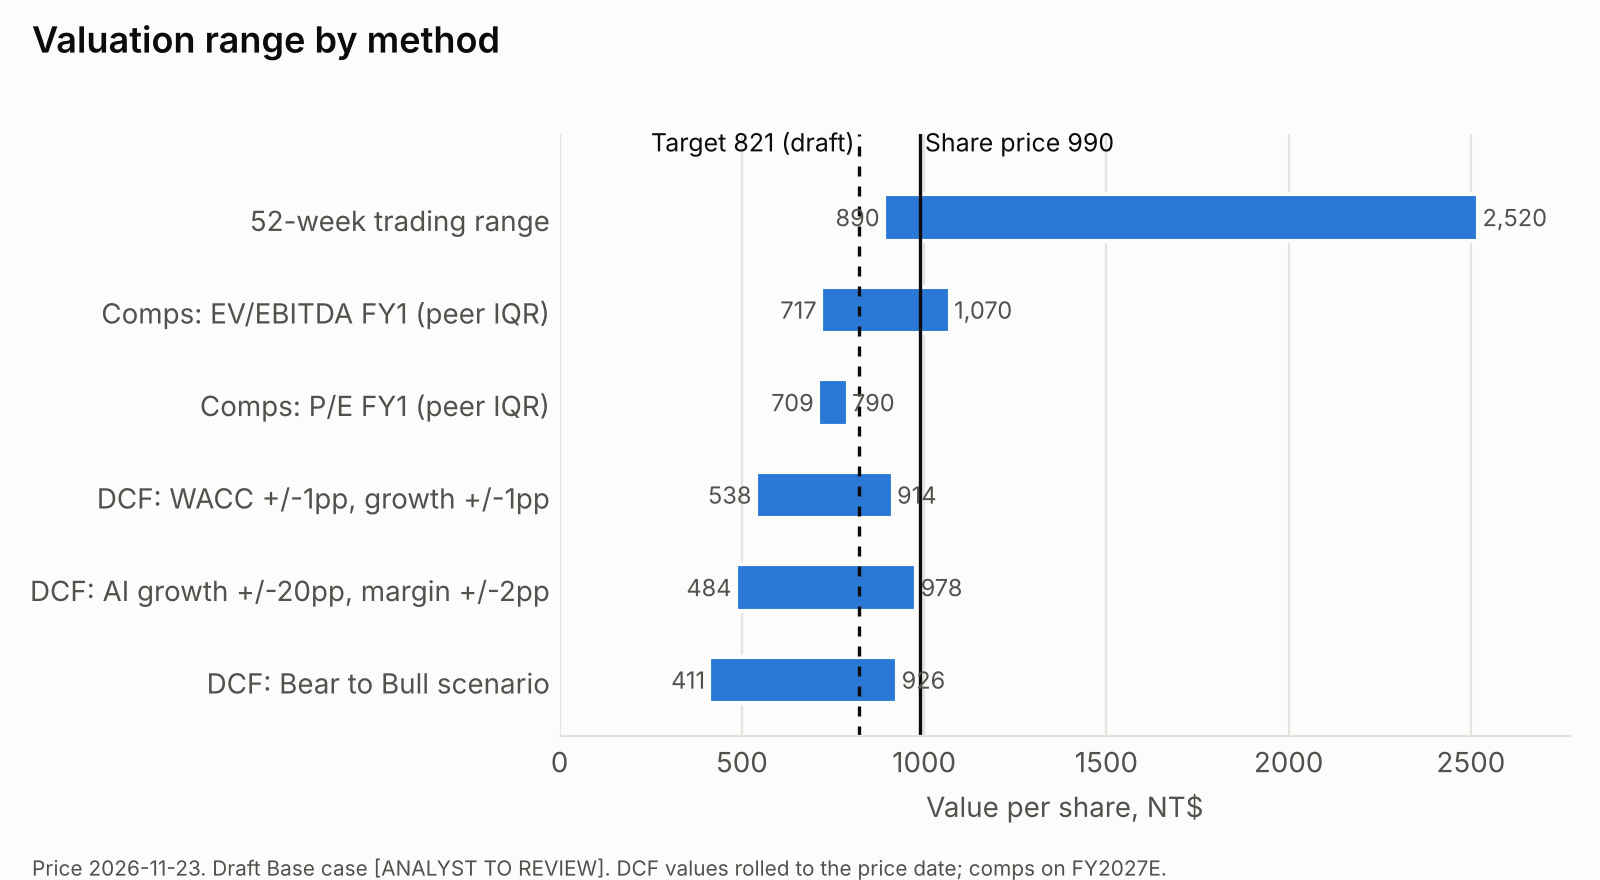 Valuation range by method
Target 821 (draft) Share price 990
52-week trading range 890 2,520
Comps: EV/EBITDA FY1 (peer IQR) 717 1,070
Comps: P/E FY1 (peer IQR) 709 790
DCF: WACC +/-1pp, growth +/-1pp 538 914
DCF: AI growth +/-20pp, margin +/-2pp 484 978
DCF: Bear to Bull scenario 411 926
0 500 1000 1500 2000 2500
Value per share, NT$
Price 2026-11-23. Draft Base case [ANALYST TO REVIEW]. DCF values rolled to the price date; comps on FY2027E.